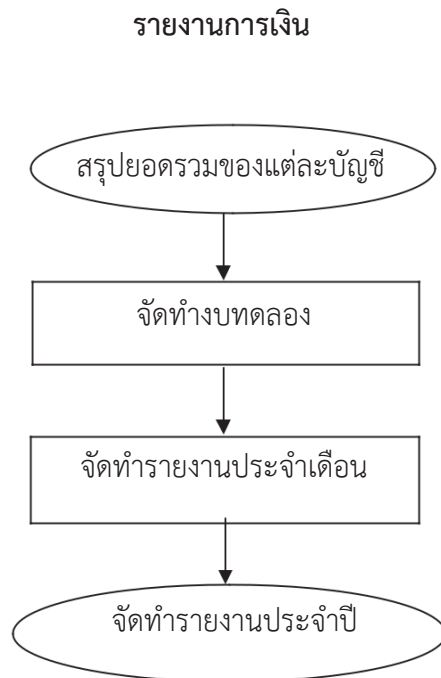 รายงานการเงิน
สรุปยอดรวมของแต่ละบัญชี
จัดทำงบทดลอง
จัดทำรายงานประจำเดือน
จัดทำรายงานประจำปี